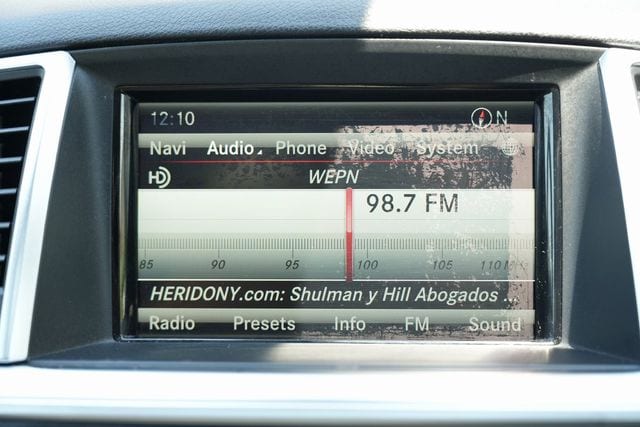 12:10 N
Navi Audio Phone Video System
HD WEPN
98.7 FM
85 90 95 100 105 110
HERIDONY.com: Shulman y Hill Abogados ...
Radio Presets Info FM Sound